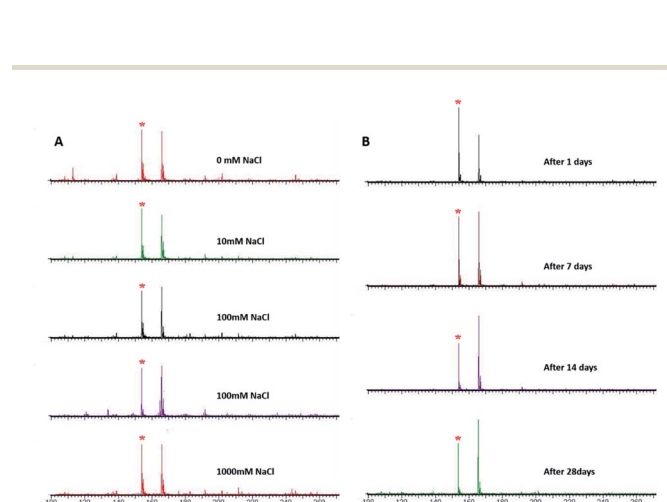 A
*
0 mM NaCl
*
10mM NaCl
*
100mM NaCl
*
100mM NaCl
*
1000mM NaCl
B
*
After 1 days
*
After 7 days
*
After 14 days
*
After 28days